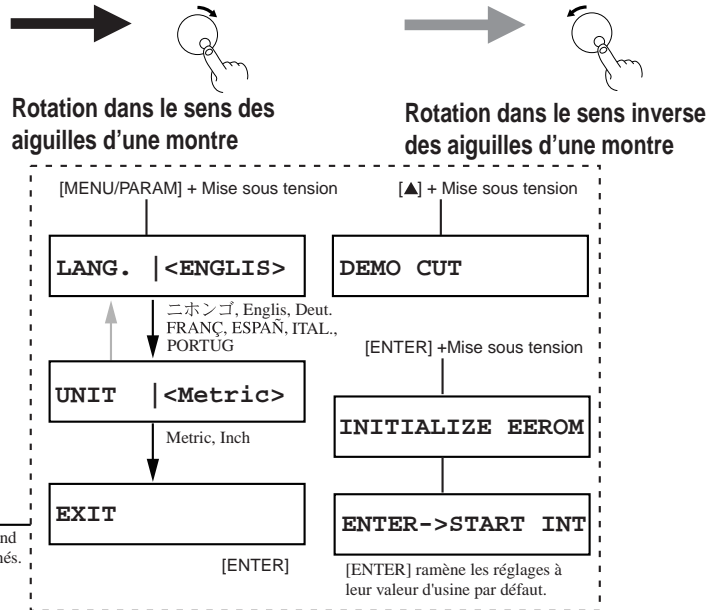 Rotation dans le sens des
aiguilles d'une montre
Rotation dans le sens inverse
des aiguilles d'une montre
[MENU/PARAM] + Mise sous tension
LANG. |<ENGLIS>
ニホンゴ, Englis, Deut.
FRANÇ, ESPAÑ, ITAL.,
PORTUG
UNIT |<Metric>
Metric, Inch
EXIT
[ENTER]
[▲] + Mise sous tension
DEMO CUT
[ENTER] +Mise sous tension
INITIALIZE EEROM
ENTER->START INT
[ENTER] ramène les réglages à
leur valeur d'usine par défaut.